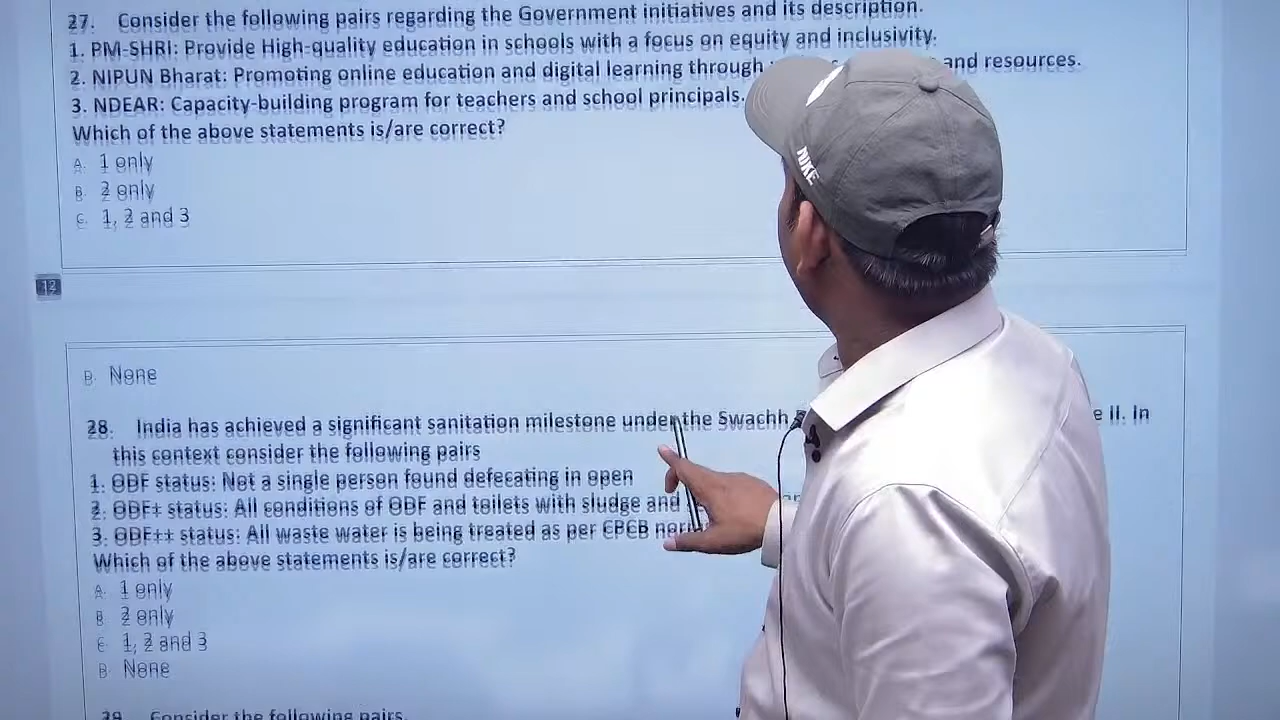 27. Consider the following pairs regarding the Government initiatives and its description.
1. PM-SHRI: Provide High-quality education in schools with a focus on equity and inclusivity.
2. NIPUN Bharat: Promoting online education and digital learning through and resources.
3. NDEAR: Capacity-building program for teachers and school principals.
Which of the above statements is/are correct?
A. 1 only
B. 2 only
C. 1, 2 and 3
12
D. None
28. India has achieved a significant sanitation milestone under the Swachh e II. In
this context consider the following pairs
1. ODF status: Not a single person found defecating in open
2. ODF+ status: All conditions of ODF and toilets with sludge and
3. ODF++ status: All waste water is being treated as per CPCB
Which of the above statements is/are correct?
A. 1 only
B. 2 only
C. 1, 2 and 3
D. None
29. Consider the following pairs.
NIKE